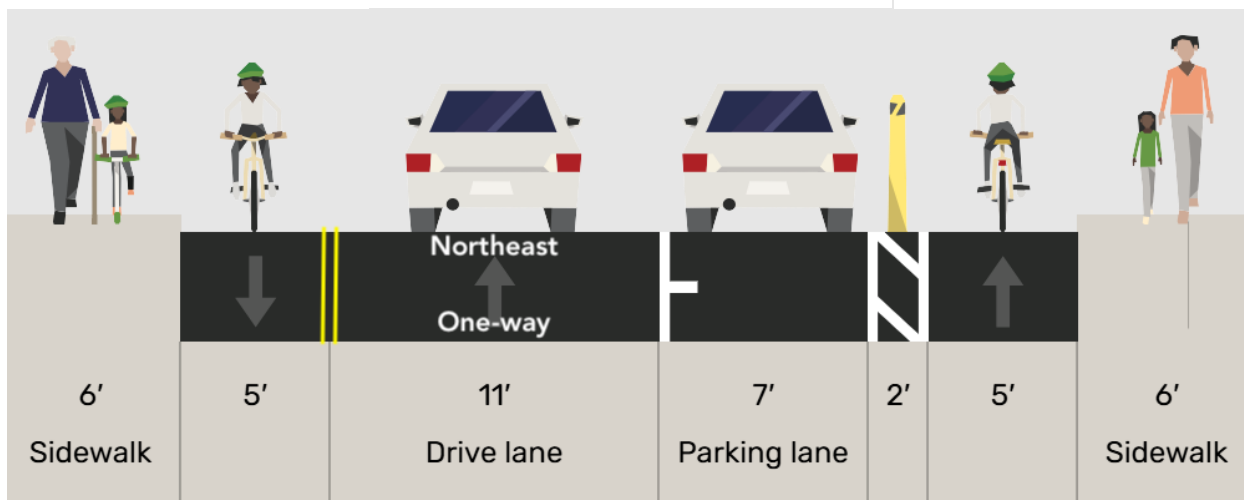 Northeast
One-way
6′ 5′ 11′ 7′ 2′ 5′ 6′
Sidewalk Drive lane Parking lane Sidewalk